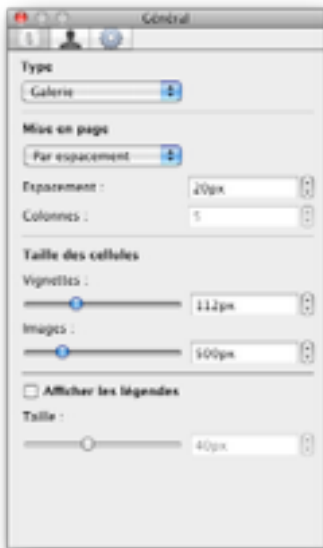 Général
Type
Galerie
Mise en page
Par espacement
Espacement : 20px
Colonnes : 5
Taille des cellules
Vignettes :
112px
Images :
500px
Afficher les légendes
Taille :
40px